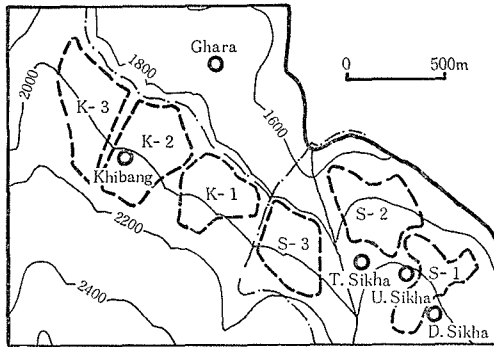 Ghara
0 500m
2000
1800
1600
K-3
K-2
Khibang
K-1
2200
S-2
S-3
T. Sikha
S-1
U. Sikha
2400
D. Sikha